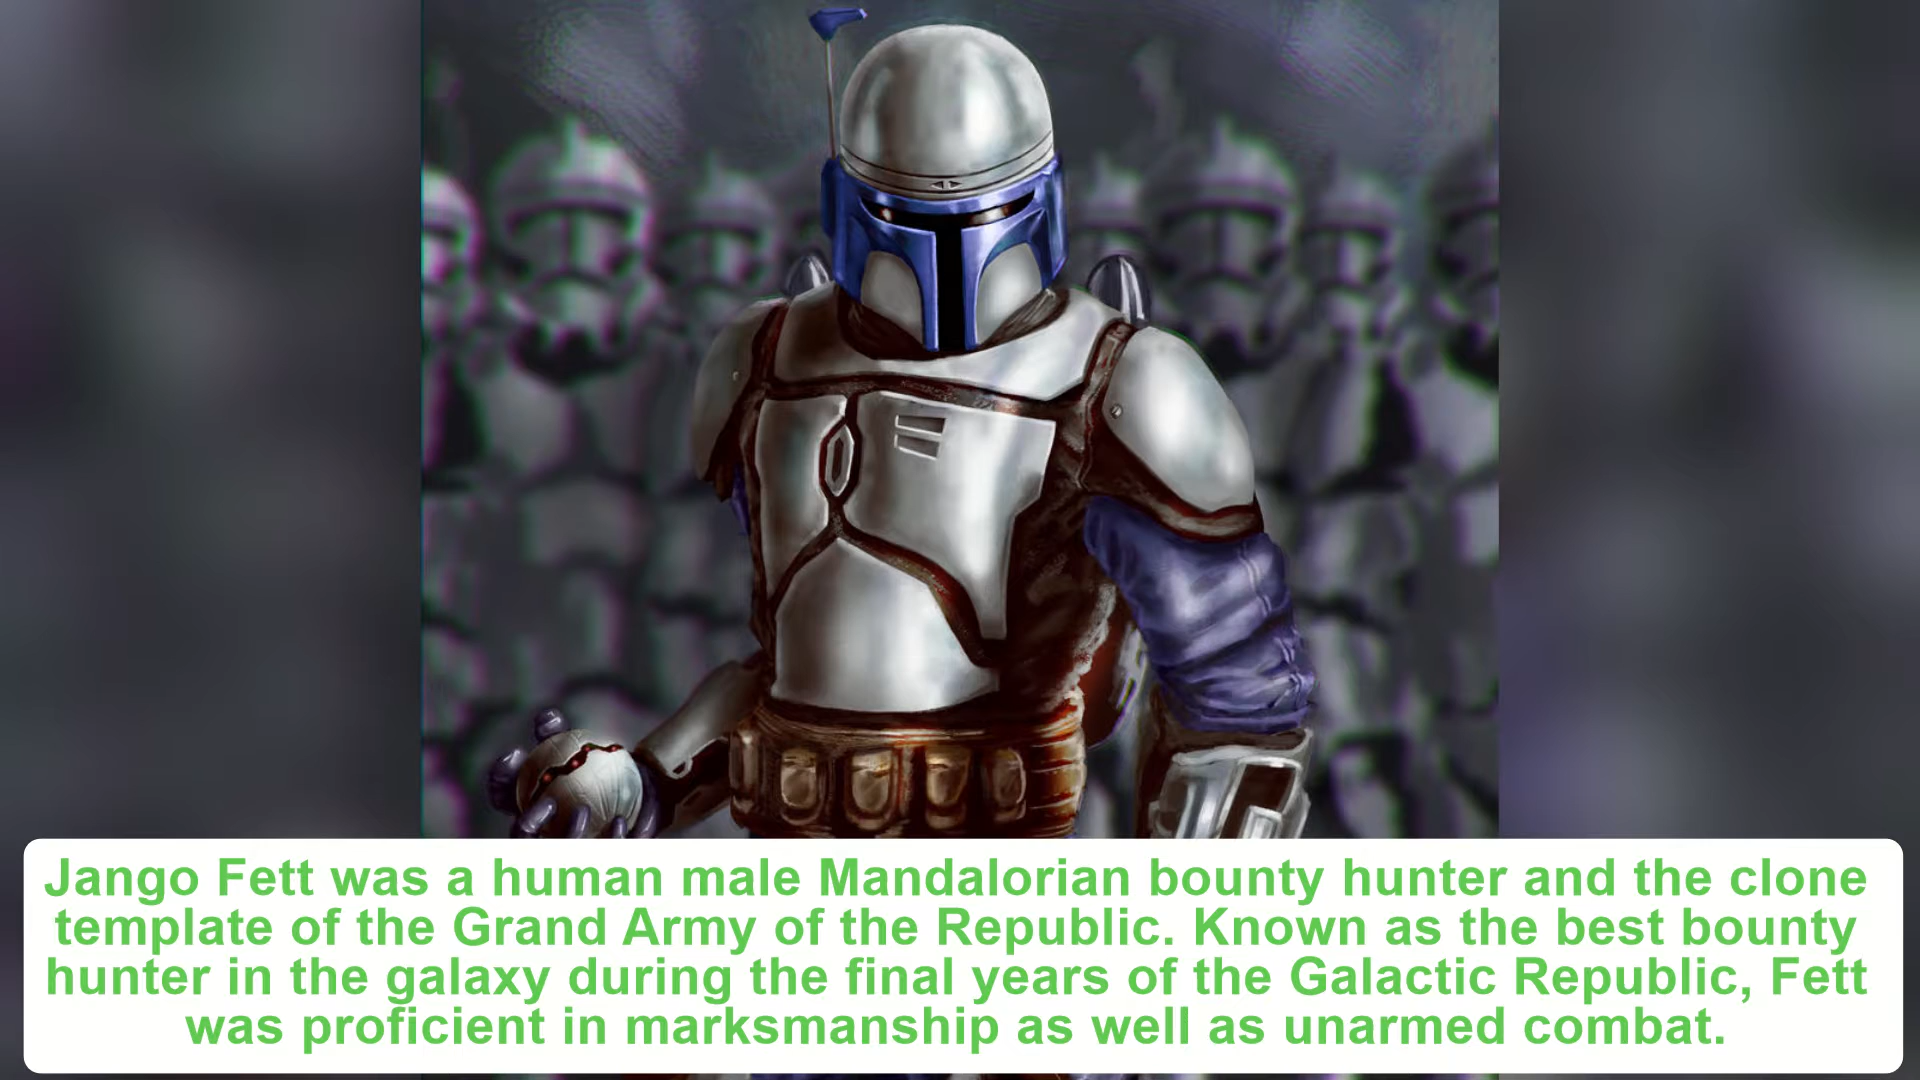 Jango Fett was a human male Mandalorian bounty hunter and the clone
template of the Grand Army of the Republic. Known as the best bounty
hunter in the galaxy during the final years of the Galactic Republic, Fett
was proficient in marksmanship as well as unarmed combat.